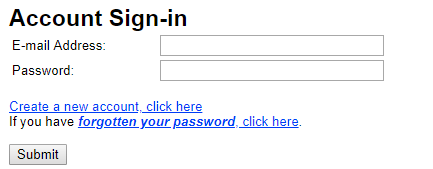 Account Sign-in
E-mail Address:
Password:
Create a new account, click here
If you have forgotten your password, click here.
Submit